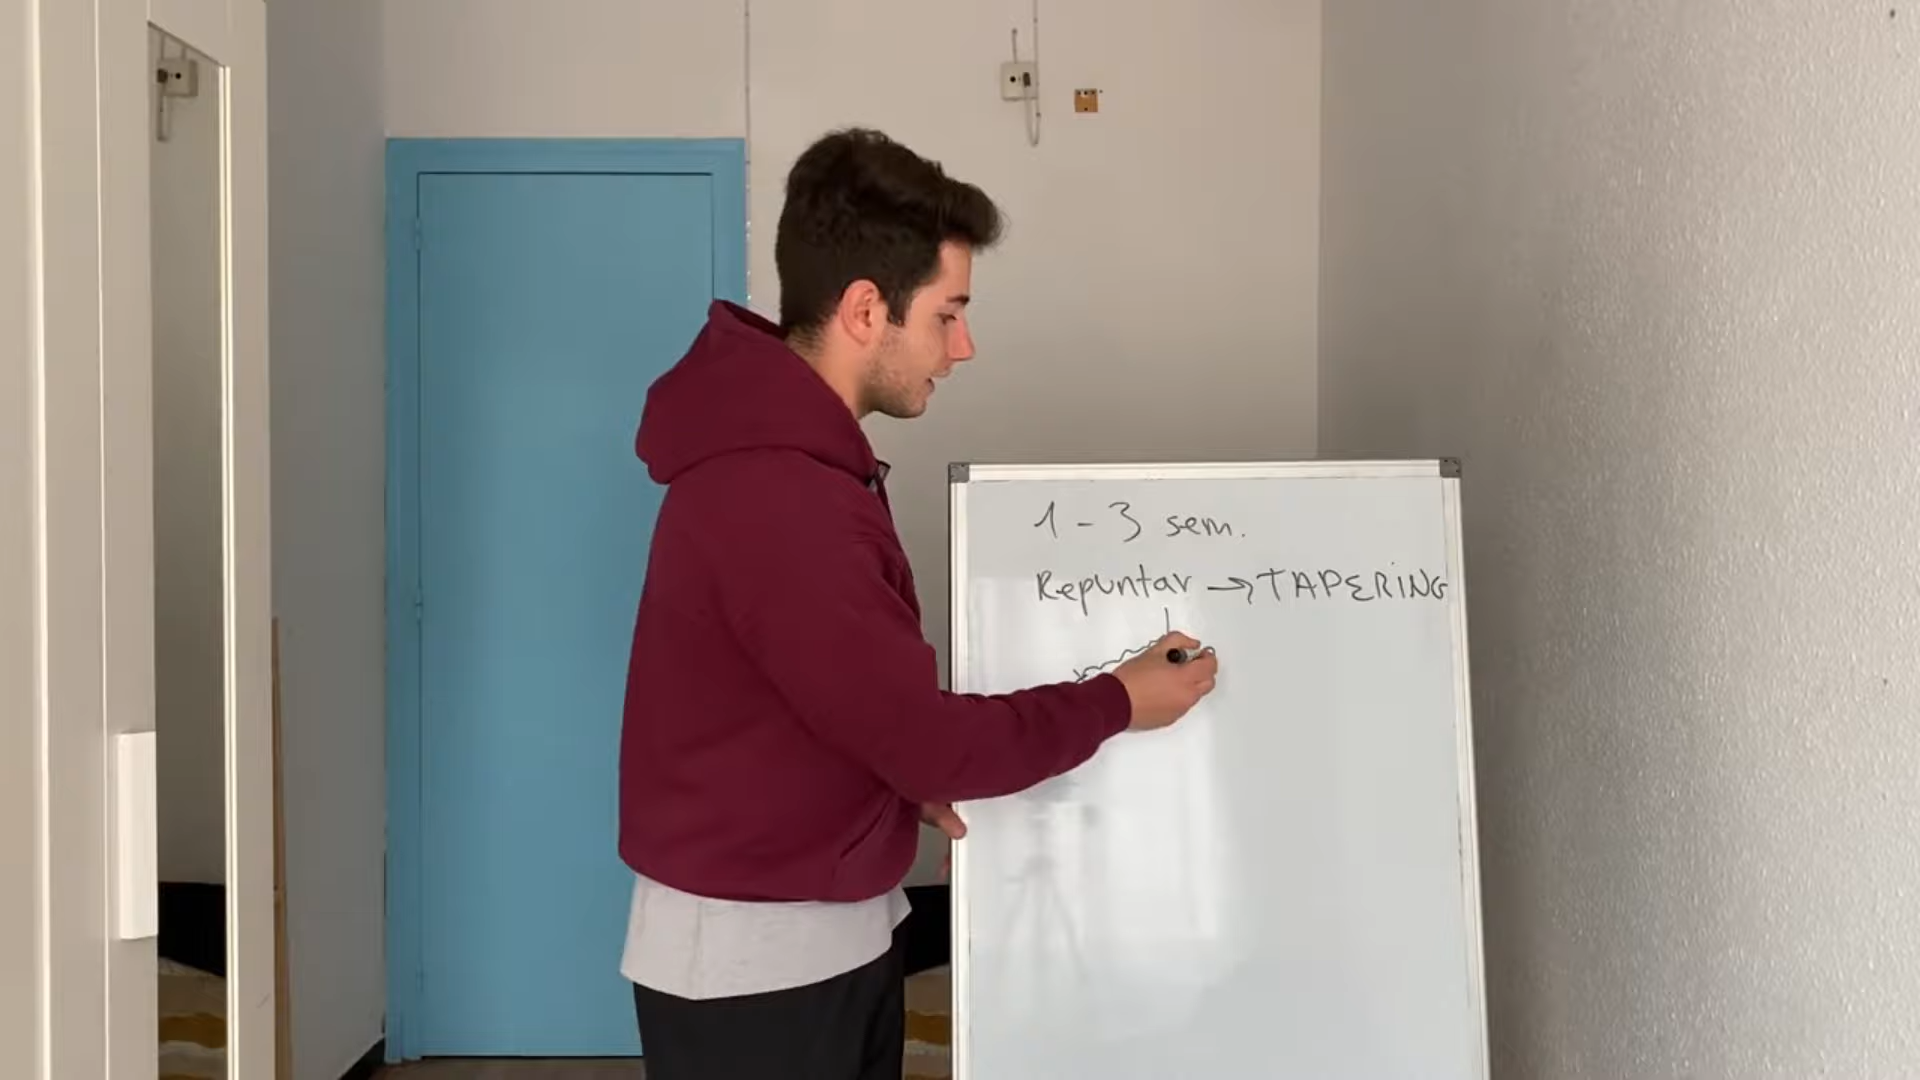 1 - 3 sem.
Repuntar → TAPERiNG